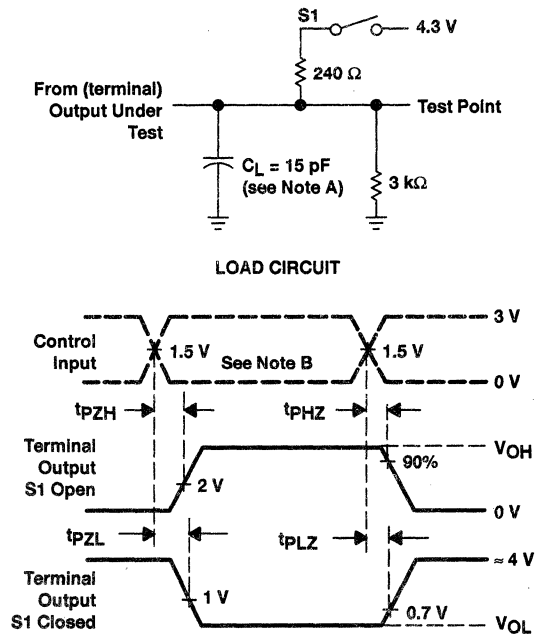 S1
4.3 V
240 Ω
From (terminal)
Output Under
Test
Test Point
CL = 15 pF
(see Note A)
3 kΩ
LOAD CIRCUIT
3 V
Control
Input
1.5 V
See Note B
1.5 V
0 V
tPZH
tPHZ
Terminal
Output
S1 Open
VOH
90%
2 V
0 V
tPZL
tPLZ
≈ 4 V
Terminal
Output
S1 Closed
1 V
0.7 V
VOL